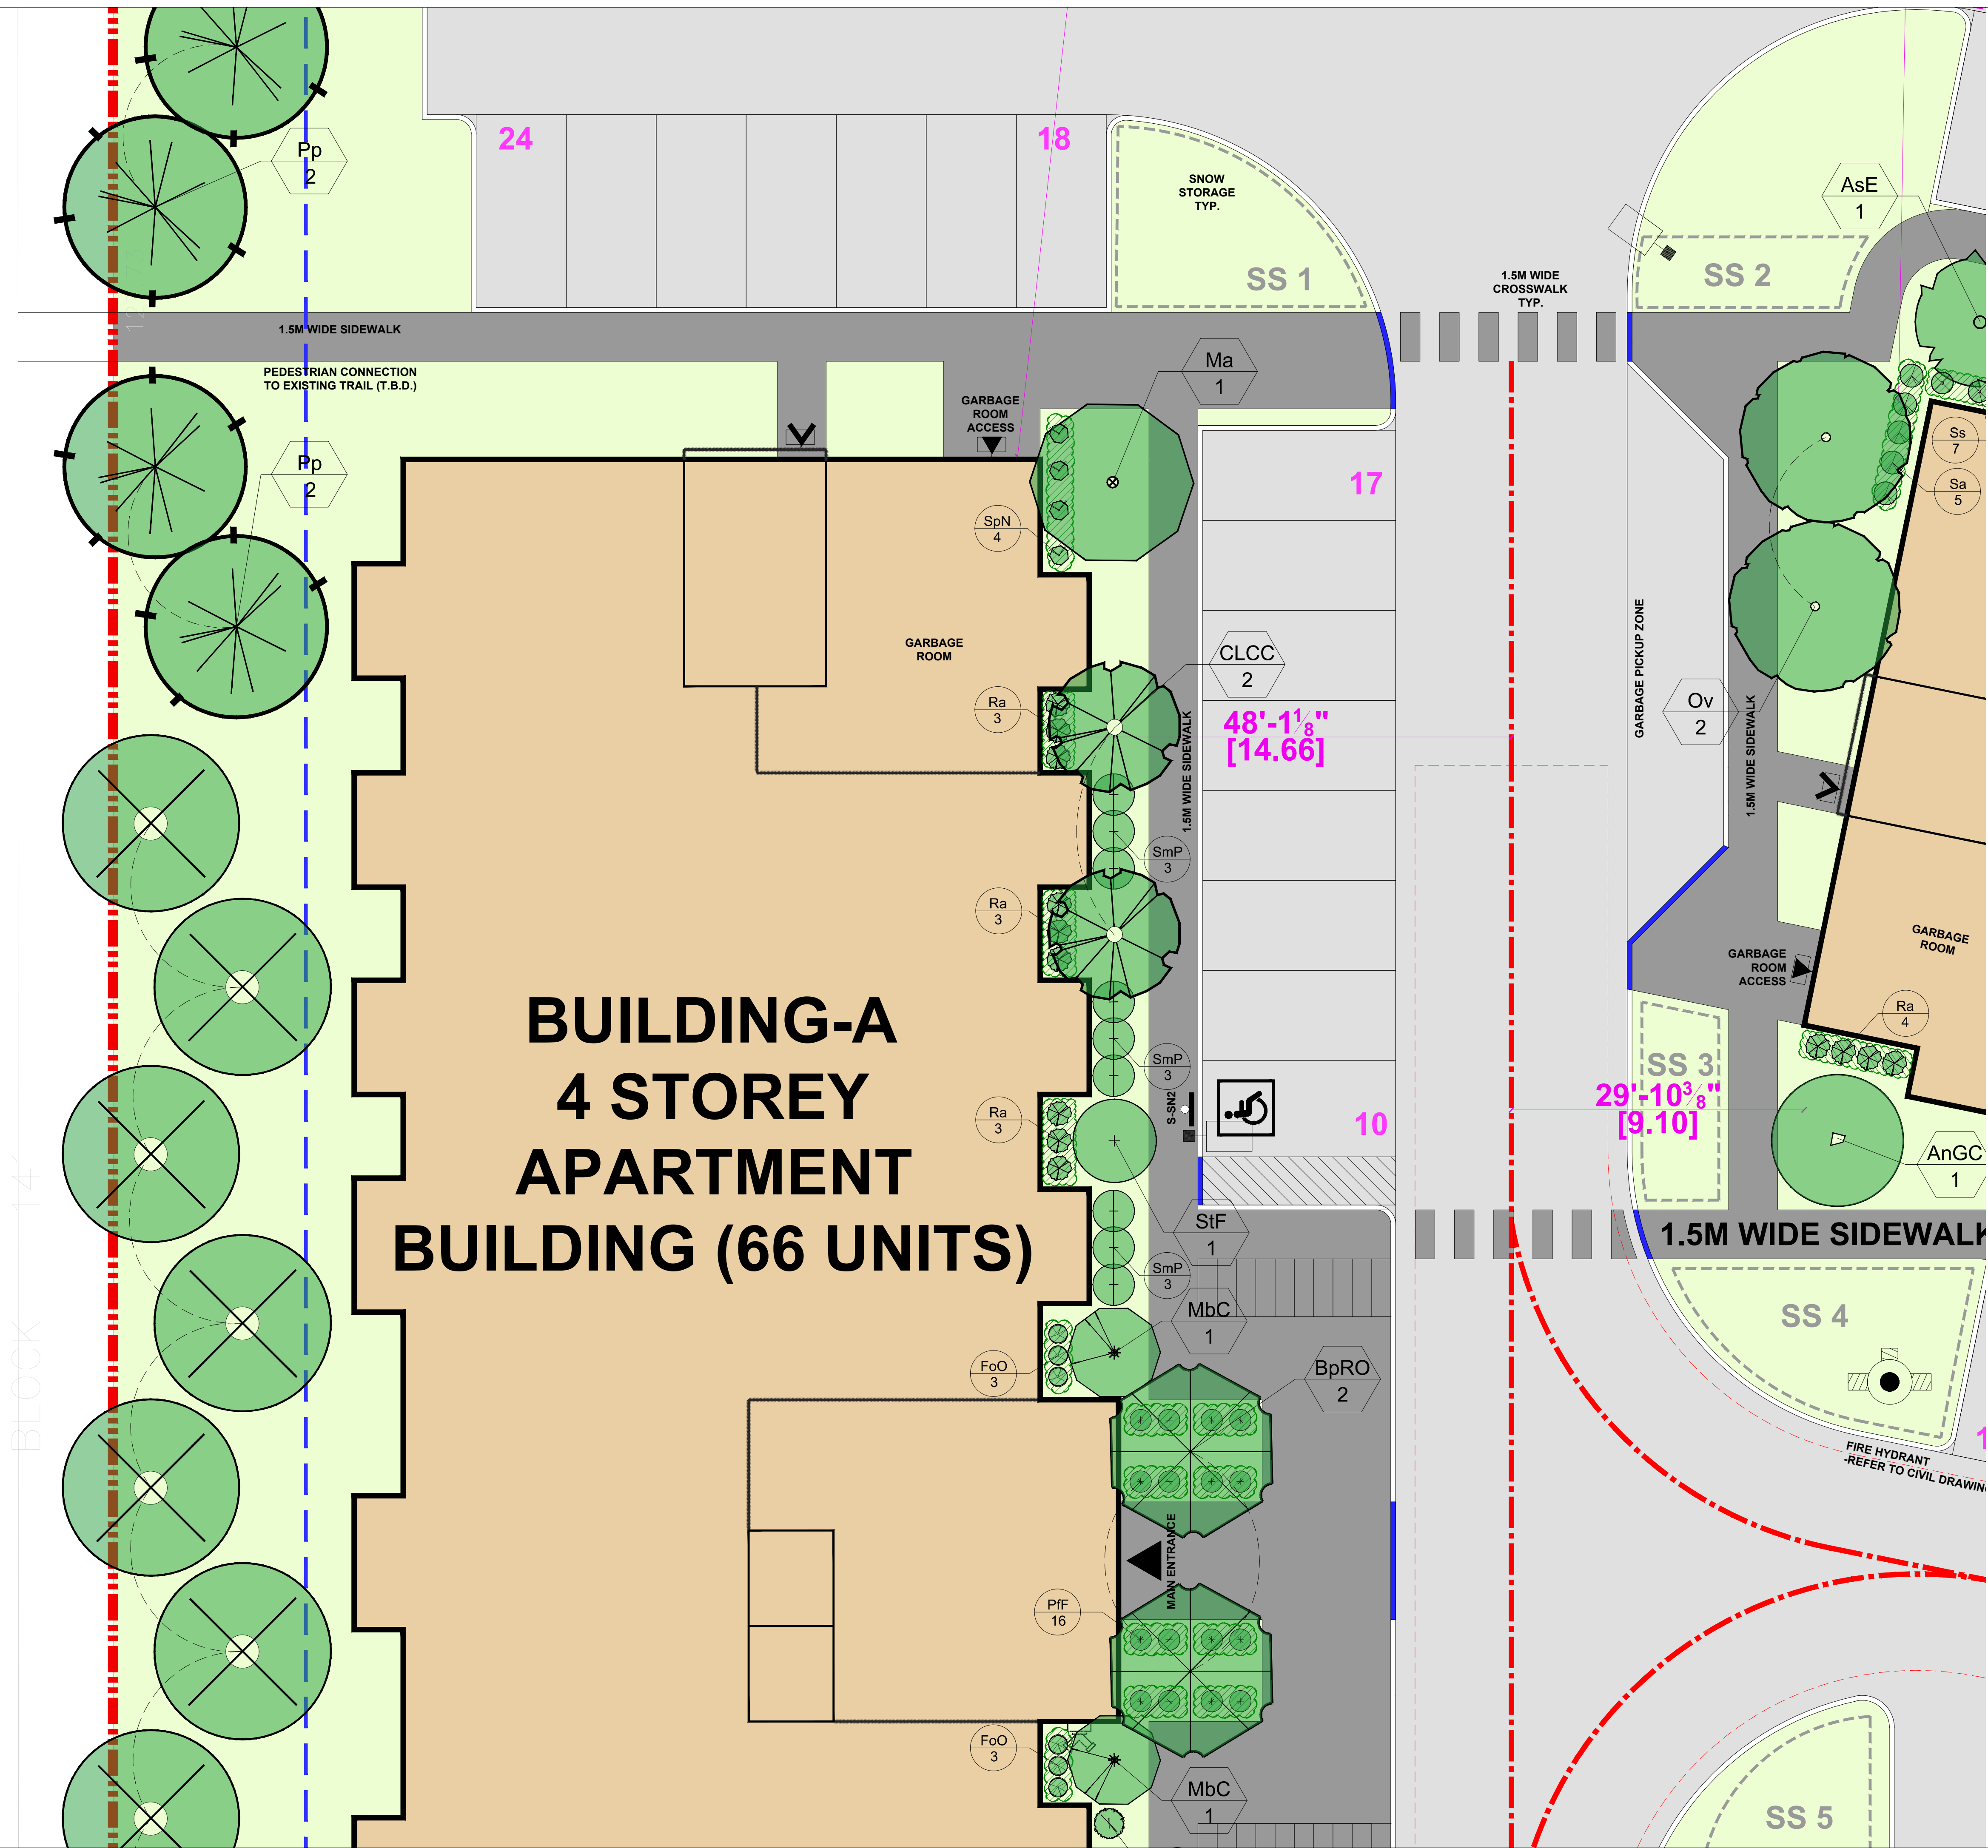 24
18
Pp
2
SNOW
STORAGE
TYP.
SS 1
AsE
1
SS 2
1.5M WIDE
CROSSWALK
TYP.
1.5M WIDE SIDEWALK
PEDESTRIAN CONNECTION
TO EXISTING TRAIL (T.B.D.)
Pp
2
GARBAGE
ROOM
ACCESS
Ma
1
17
Ss
7
Sa
5
SpN
4
GARBAGE
ROOM
CLCC
2
Ra
3
48'-1⅛"
[14.66]
1.5M WIDE SIDEWALK
GARBAGE PICKUP ZONE
Ov
2
1.5M WIDE SIDEWALK
SmP
3
Ra
3
GARBAGE
ROOM
GARBAGE
ROOM
ACCESS
BUILDING-A
4 STOREY
APARTMENT
BUILDING (66 UNITS)
Ra
4
SmP
3
SS 3
29'-10⅜"
[9.10]
S-SN2
10
Ra
3
AnGC
1
BLOCK 141
StF
1
1.5M WIDE SIDEWALK
SmP
3
MbC
1
SS 4
FoO
3
BpRO
2
FIRE HYDRANT
-REFER TO CIVIL DRAWIN
1
MAIN ENTRANCE
PfF
16
FoO
3
MbC
1
SS 5